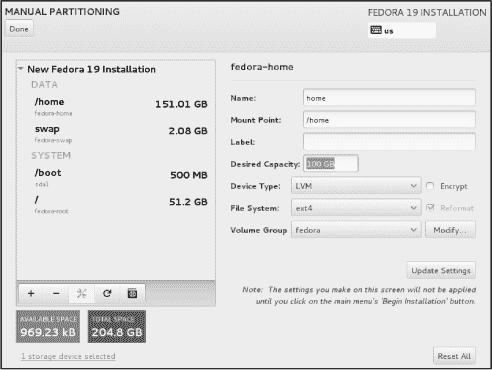 MANUAL PARTITIONING
FEDORA 19 INSTALLATION
Done
us
New Fedora 19 Installation
DATA
/home 151.01 GB
fedora-home
swap 2.08 GB
fedora-swap
SYSTEM
/boot 500 MB
sda1
/ 51.2 GB
fedora-root
AVAILABLE SPACE
969.23 kB
TOTAL SPACE
204.8 GB
1 storage device selected
fedora-home
Name: home
Mount Point: /home
Label:
Desired Capacity: 100 GB
Device Type: LVM Encrypt
File System: ext4 Reformat
Volume Group fedora Modify...
Update Settings
Note: The settings you make on this screen will not be applied
until you click on the main menu's 'Begin Installation' button.
Reset All